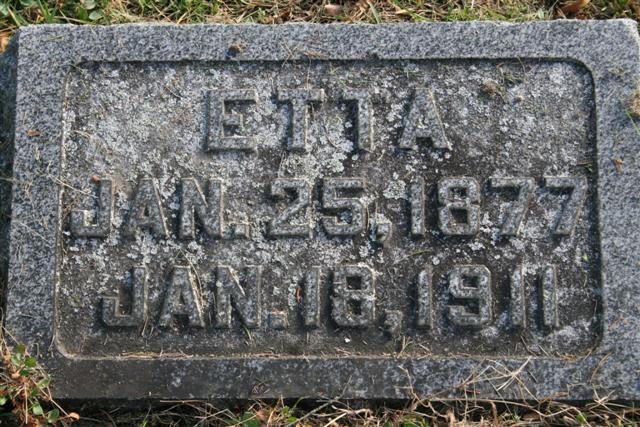 ETTA
JAN. 25, 1877
JAN. 18, 1911